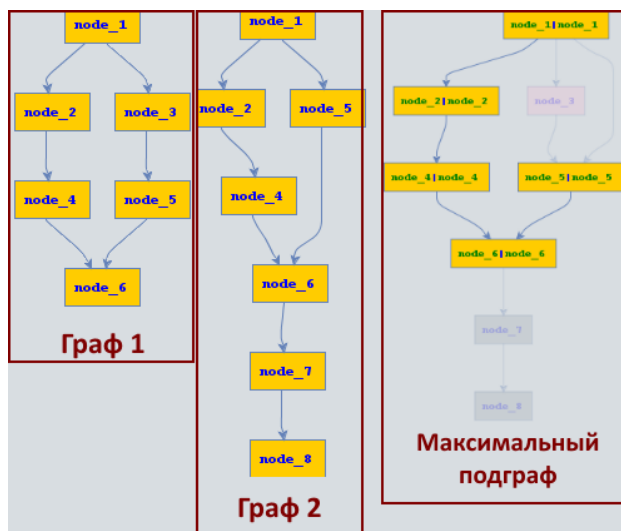 node_1
node_2
node_3
node_4
node_5
node_6
Граф 1
node_1
node_2
node_5
node_4
node_6
node_7
node_8
Граф 2
node_1|node_1
node_2|node_2
node_3
node_4|node_4
node_5|node_5
node_6|node_6
node_7
node_8
Максимальный
подграф